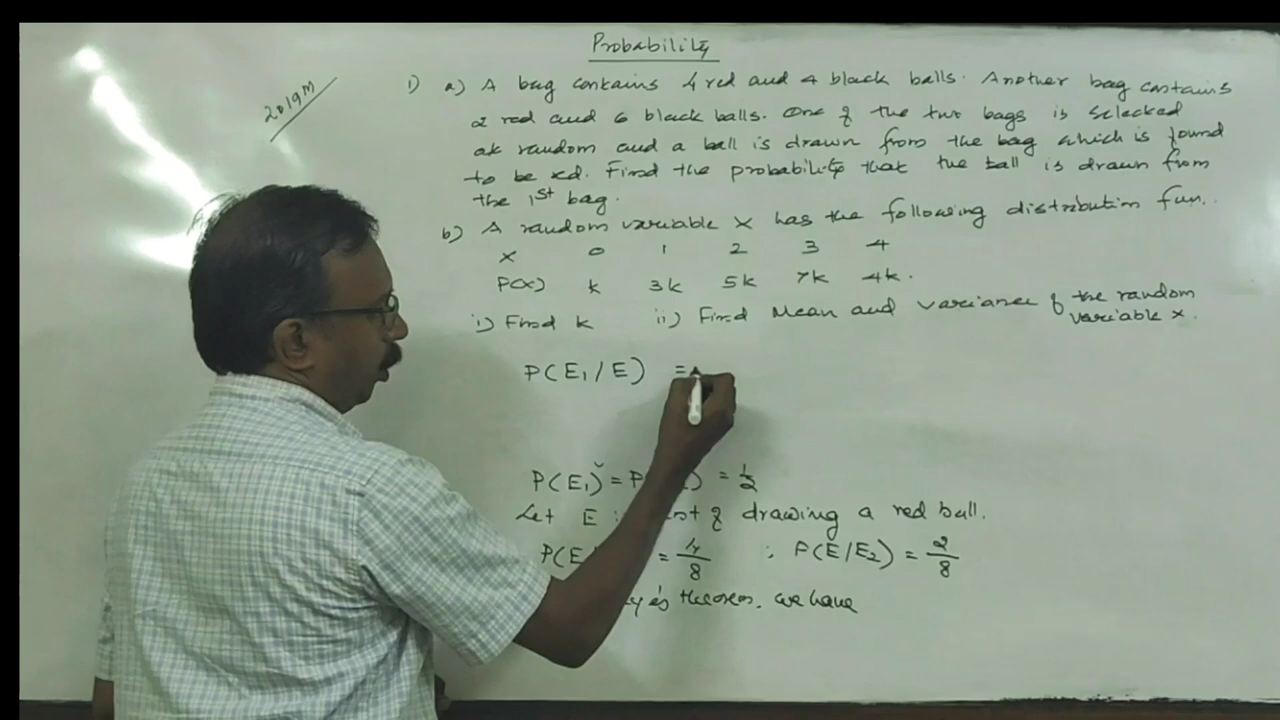 Probability
2019M
1) a) A bag contains 4 red and 4 black balls. Another bag contains
2 red and 6 black balls. One of the two bags is selected
at random and a ball is drawn from the bag which is found
to be red. Find the probability that the ball is drawn from
the 1st bag.
b) A random variable X has the following distribution fun.
X 0 1 2 3 4
P(X) k 3k 5k 7k 4k.
i) Find k ii) Find Mean and variance of the random variable X.
P(E1/E) =
P(E1) = P( ) = 1/2
Let E drawing a red ball.
P(E = 4/8 ; P(E/E2) = 2/8
theorem, we have